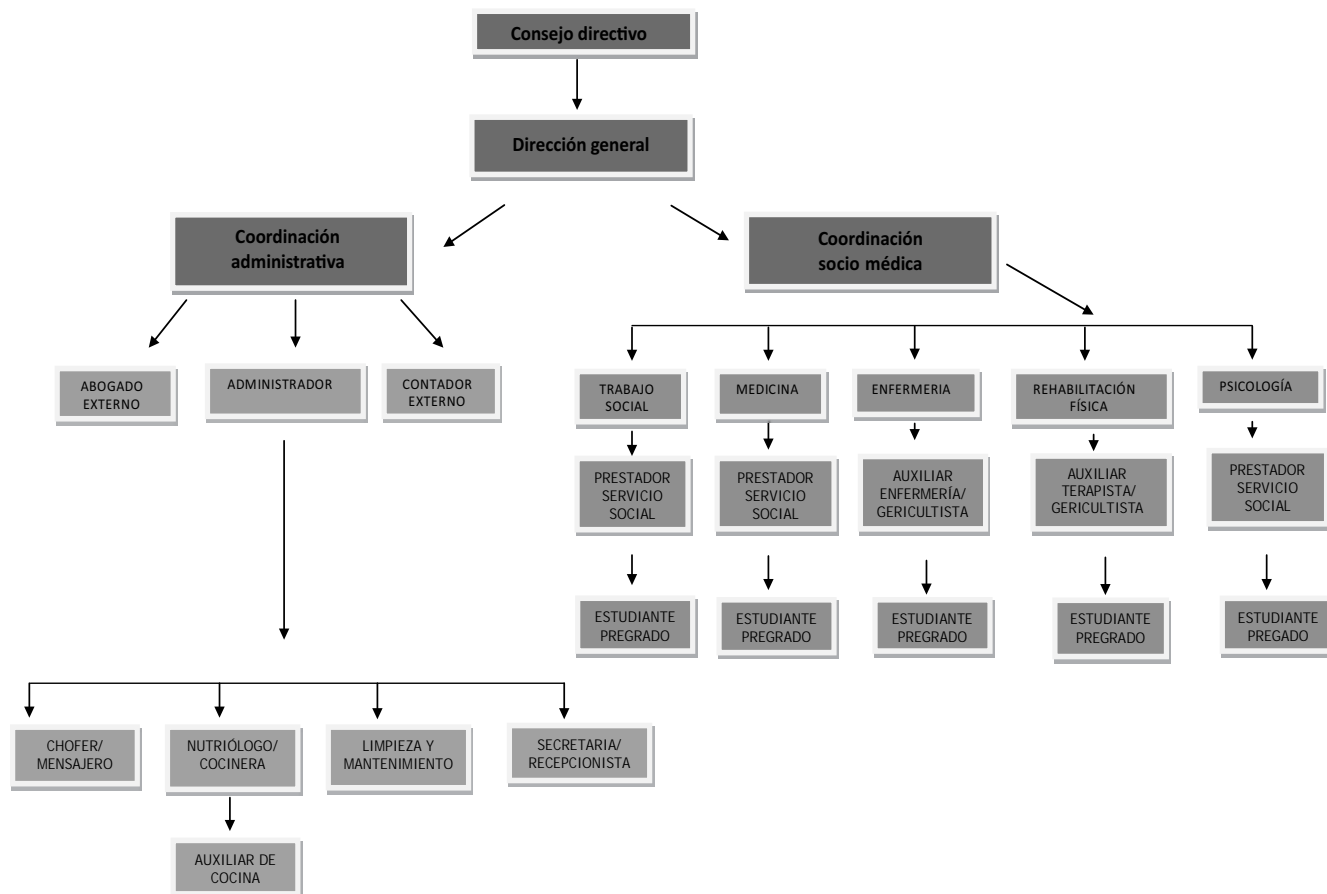 Consejo directivo
Dirección general
Coordinación
administrativa
Coordinación
socio médica
ABOGADO
EXTERNO
ADMINISTRADOR
CONTADOR
EXTERNO
TRABAJO
SOCIAL
MEDICINA
ENFERMERIA
REHABILITACIÓN
FÍSICA
PSICOLOGÍA
PRESTADOR
SERVICIO
SOCIAL
PRESTADOR
SERVICIO
SOCIAL
AUXILIAR
ENFERMERÍA/
GERICULTISTA
AUXILIAR
TERAPISTA/
GERICULTISTA
PRESTADOR
SERVICIO
SOCIAL
ESTUDIANTE
PREGRADO
ESTUDIANTE
PREGRADO
ESTUDIANTE
PREGRADO
ESTUDIANTE
PREGRADO
ESTUDIANTE
PREGADO
CHOFER/
MENSAJERO
NUTRIÓLOGO/
COCINERA
LIMPIEZA Y
MANTENIMIENTO
SECRETARIA/
RECEPCIONISTA
AUXILIAR DE
COCINA